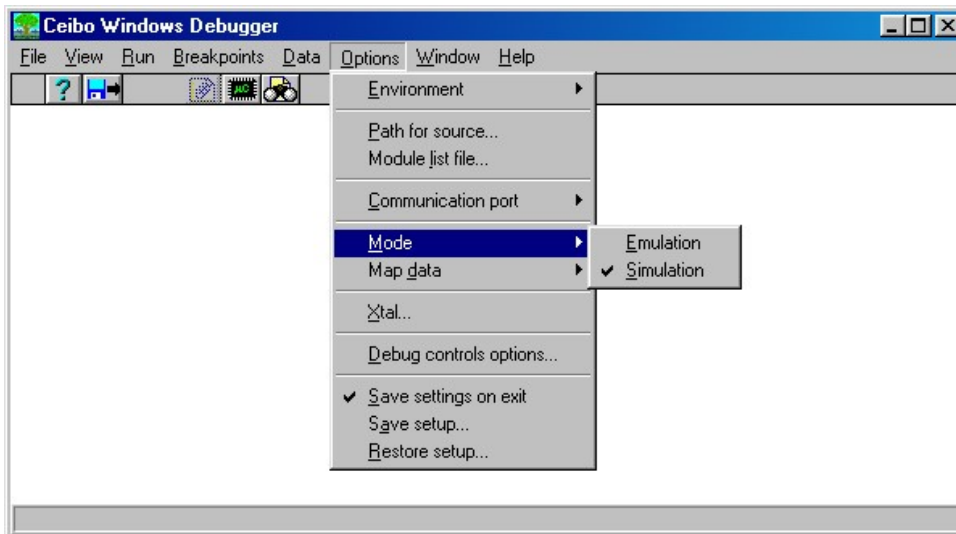 Ceibo Windows Debugger
File View Run Breakpoints Data Options Window Help
? µC
Environment
Path for source...
Module list file...
Communication port
Mode
Emulation
Map data
Simulation
Xtal...
Debug controls options...
Save settings on exit
Save setup...
Restore setup...